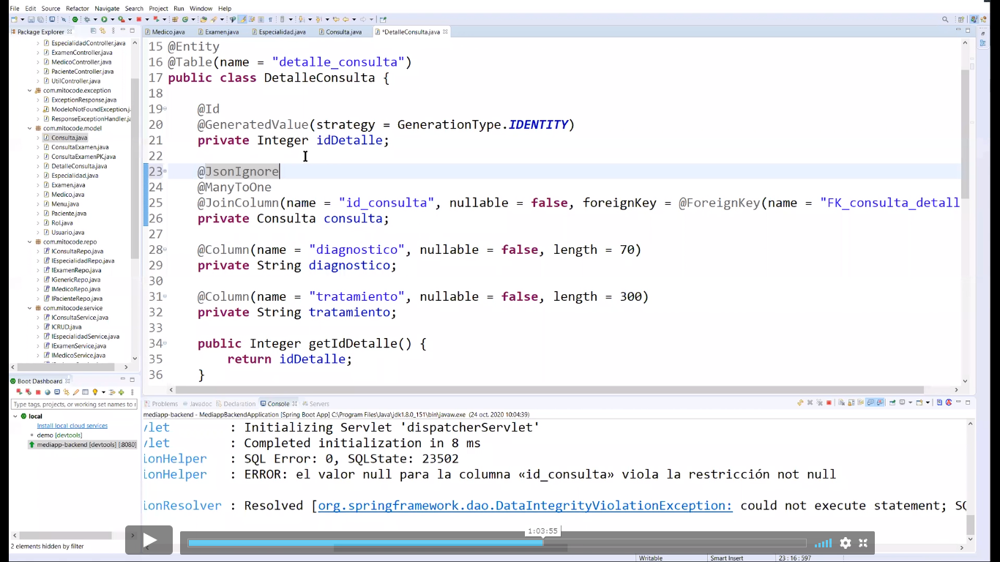 File Edit Source Refactor Navigate Search Project Run Window Help
Package Explorer
EspecialidadController.java
ExamenController.java
MedicoController.java
PacienteController.java
UtilController.java
com.mitocode.exception
ExceptionResponse.java
ModeloNotFoundException.j
ResponseExceptionHandler.ja
com.mitocode.model
Consulta.java
ConsultaExamen.java
ConsultaExamenPK.java
DetalleConsulta.java
Especialidad.java
Examen.java
Medico.java
Menu.java
Paciente.java
Rol.java
Usuario.java
com.mitocode.repo
IConsultaRepo.java
IEspecialidadRepo.java
IExamenRepo.java
IGenericRepo.java
IMedicoRepo.java
IPacienteRepo.java
com.mitocode.service
IConsultaService.java
ICRUD.java
IEspecialidadService.java
IExamenService.java
IMedicoService.java
Boot Dashboard
Type tags, projects, or working set names to
local
Install local cloud services
demo [devtools]
mediapp-backend [devtools] [:8080]
2 elements hidden by filter
Medico.java Examen.java Especialidad.java Consulta.java *DetalleConsulta.java
15 @Entity
16 @Table(name = "detalle_consulta")
17 public class DetalleConsulta {
18
19 @Id
20 @GeneratedValue(strategy = GenerationType.IDENTITY)
21 private Integer idDetalle;
22
23 @JsonIgnore
24 @ManyToOne
25 @JoinColumn(name = "id_consulta", nullable = false, foreignKey = @ForeignKey(name = "FK_consulta_detall
26 private Consulta consulta;
27
28 @Column(name = "diagnostico", nullable = false, length = 70)
29 private String diagnostico;
30
31 @Column(name = "tratamiento", nullable = false, length = 300)
32 private String tratamiento;
33
34 public Integer getIdDetalle() {
35 return idDetalle;
36 }
Problems Javadoc Declaration Console Servers
mediapp-backend - MediappBackendApplication [Spring Boot App] C:\Program Files\Java\jdk1.8.0_151\bin\javaw.exe (24 oct. 2020 10:04:39)
vlet : Initializing Servlet 'dispatcherServlet'
vlet : Completed initialization in 8 ms
ionHelper : SQL Error: 0, SQLState: 23502
ionHelper : ERROR: el valor null para la columna «id_consulta» viola la restricción not null
ionResolver : Resolved [org.springframework.dao.DataIntegrityViolationException: could not execute statement; SQ
1:03:55
Writable Smart Insert 23 : 16 : 597